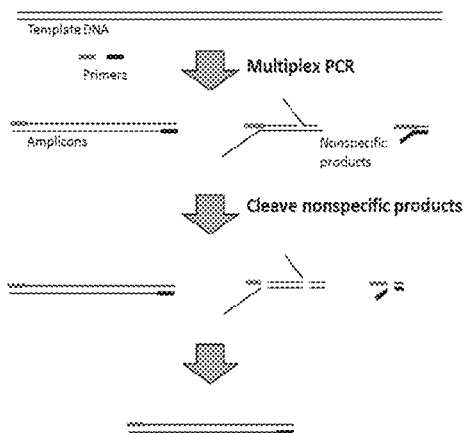 Template DNA
Primers
Multiplex PCR
Amplicons
Nonspecific
products
Cleave nonspecific products